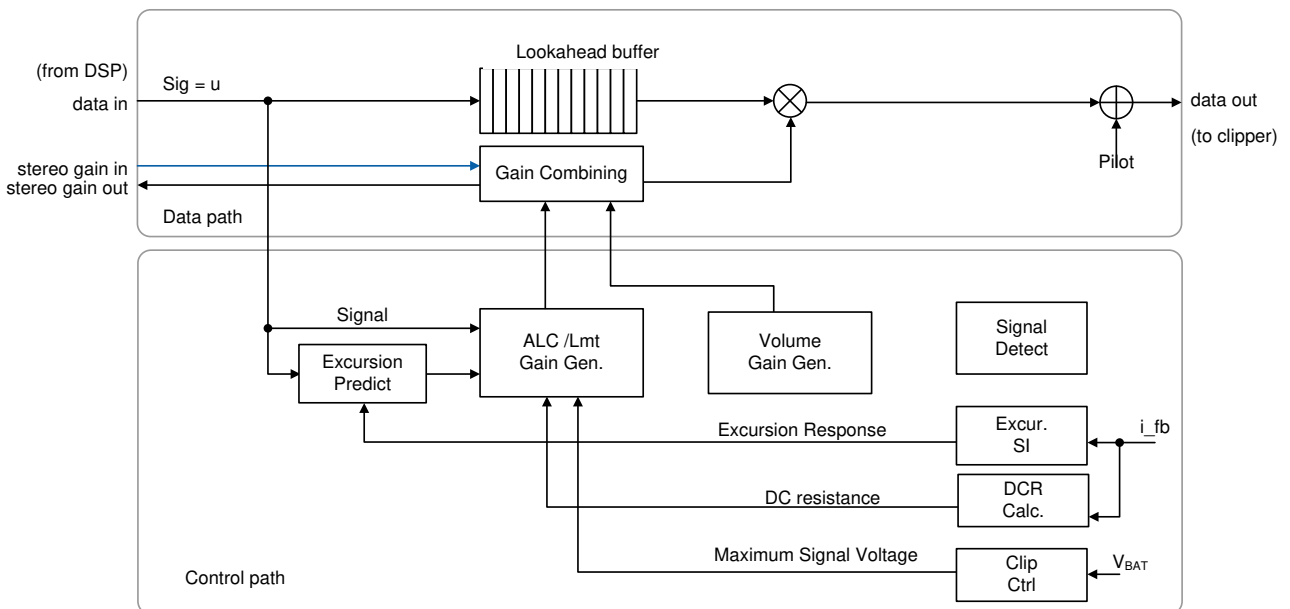 Lookahead buffer
(from DSP)
Sig = u
data in
data out
(to clipper)
stereo gain in
stereo gain out
Gain Combining
Pilot
Data path
Signal
ALC /Lmt
Gain Gen.
Volume
Gain Gen.
Signal
Detect
Excursion
Predict
Excursion Response
Excur.
SI
i_fb
DC resistance
DCR
Calc.
Maximum Signal Voltage
Clip
Ctrl
VBAT
Control path